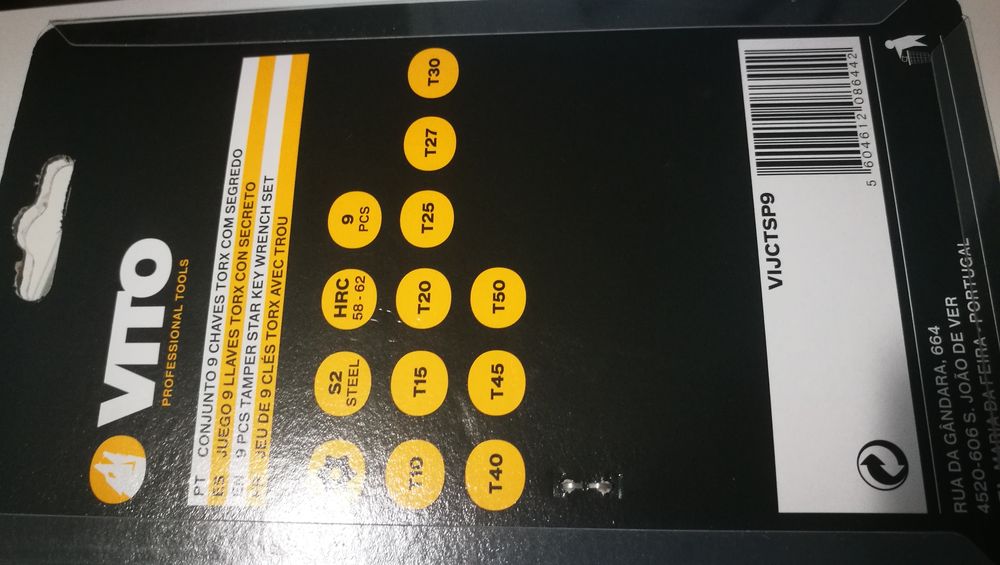 VITO
PROFESSIONAL TOOLS
PT CONJUNTO 9 CHAVES TORX COM SEGREDO
ES JUEGO 9 LLAVES TORX CON SECRETO
EN 9 PCS TAMPER STAR KEY WRENCH SET
FR JEU DE 9 CLÉS TORX AVEC TROU
S2 STEEL
HRC 58 - 62
9 PCS
T10 T15 T20 T25 T27 T30
T40 T45 T50
VIJCTSP9
5 604612 086442
RUA DA GÂNDARA, 664
4520-606 S. JOÃO DE VER
MARIA DA FEIRA - PORTUGAL